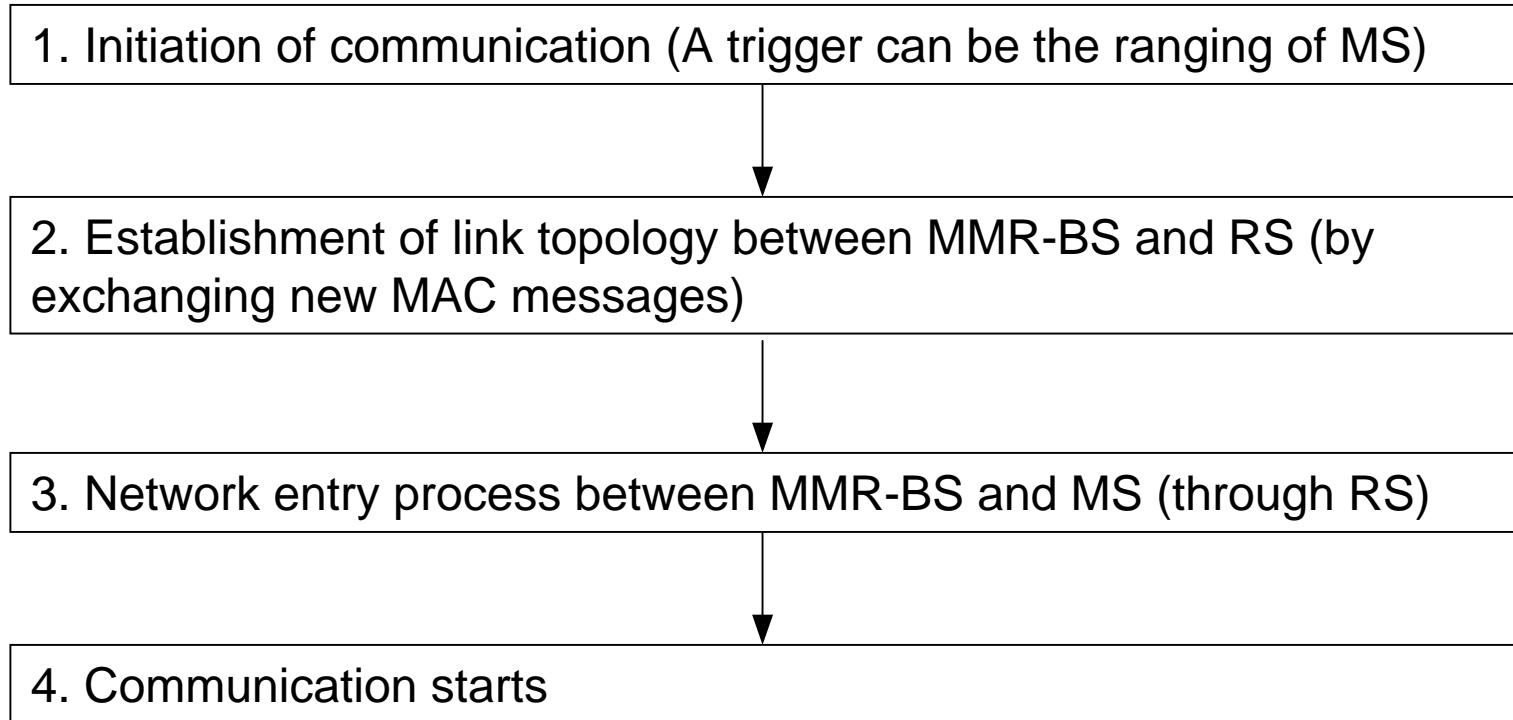 1. Initiation of communication (A trigger can be the ranging of MS)
2. Establishment of link topology between MMR-BS and RS (by
exchanging new MAC messages)
3. Network entry process between MMR-BS and MS (through RS)
4. Communication starts